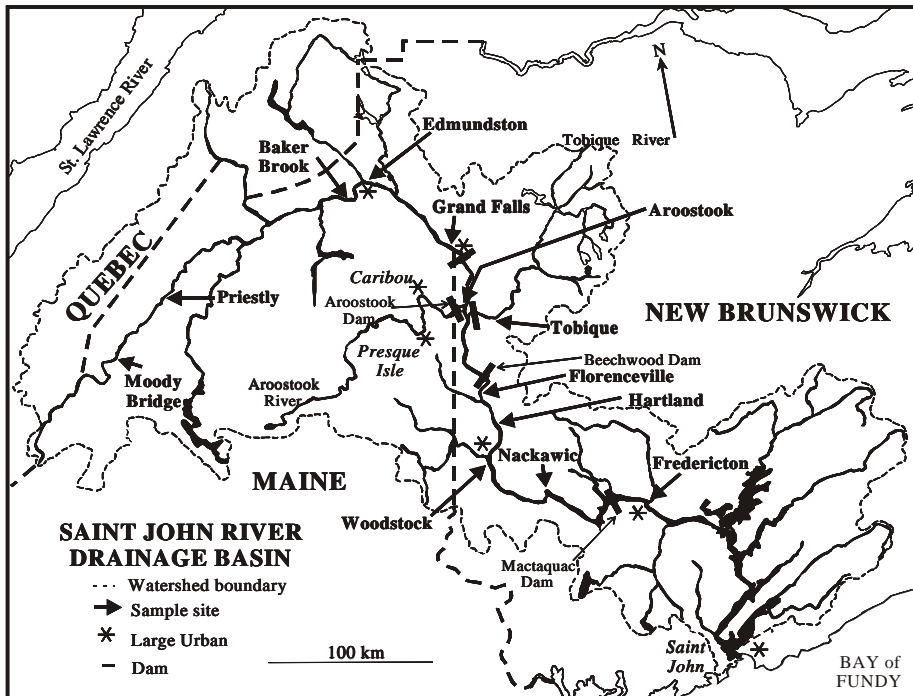 St. Lawrence River
N
Edmundston
Baker
Brook
Tobique River
Grand Falls
Aroostook
QUEBEC
Caribou
Priestly
Aroostook
Dam
NEW BRUNSWICK
Tobique
Presque
Isle
Beechwood Dam
Moody
Bridge
Florenceville
Aroostook
River
Hartland
MAINE
Nackawic
Fredericton
Woodstock
SAINT JOHN RIVER
DRAINAGE BASIN
Mactaquac
Dam
Watershed boundary
Sample site
Large Urban
Dam
100 km
Saint
John
BAY of
FUNDY